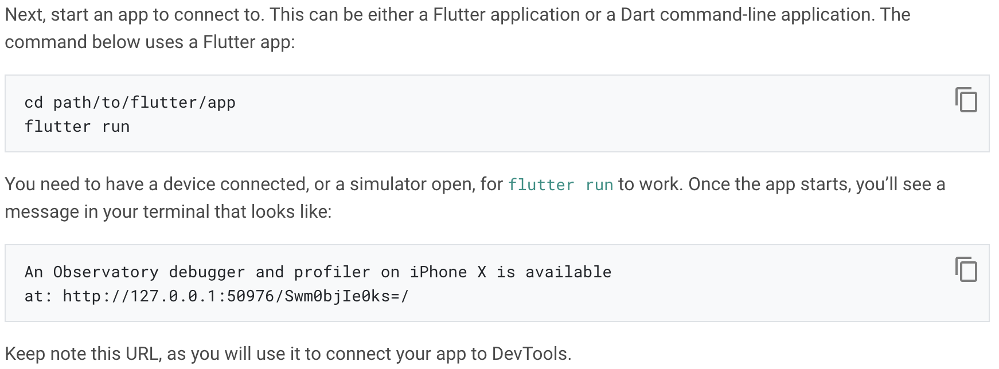 Next, start an app to connect to. This can be either a Flutter application or a Dart command-line application. The
command below uses a Flutter app:
cd path/to/flutter/app
flutter run
You need to have a device connected, or a simulator open, for flutter run to work. Once the app starts, you’ll see a
message in your terminal that looks like:
An Observatory debugger and profiler on iPhone X is available
at: http://127.0.0.1:50976/Swm0bjIe0ks=/
Keep note this URL, as you will use it to connect your app to DevTools.